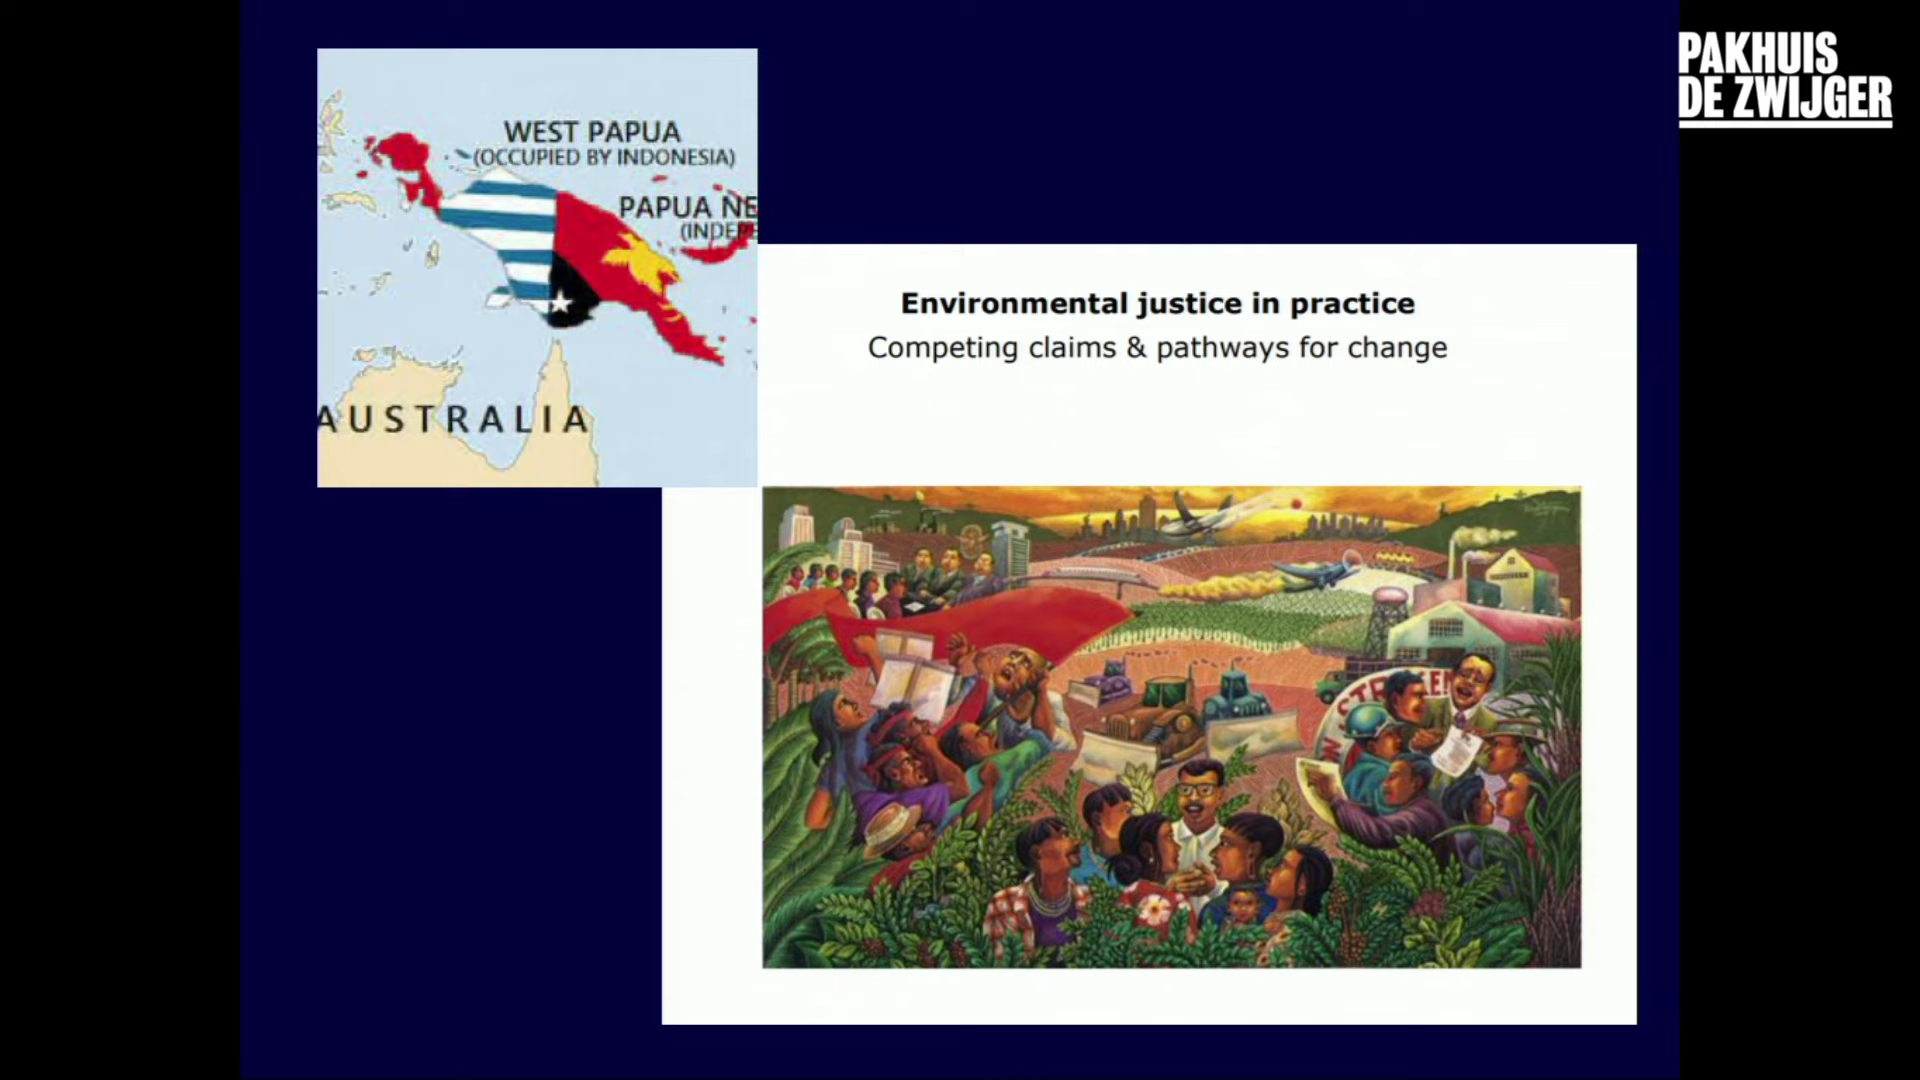 PAKHUIS
DE ZWIJGER
WEST PAPUA
(OCCUPIED BY INDONESIA)
PAPUA NE
(INDEPE
AUSTRALIA
Environmental justice in practice
Competing claims & pathways for change